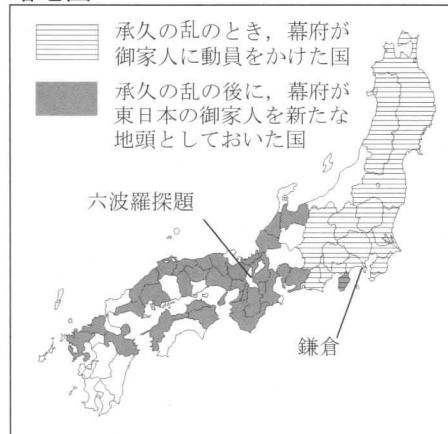 承久の乱のとき，幕府が
御家人に動員をかけた国
承久の乱の後に，幕府が
東日本の御家人を新たな
地頭としておいた国
六波羅探題
鎌倉